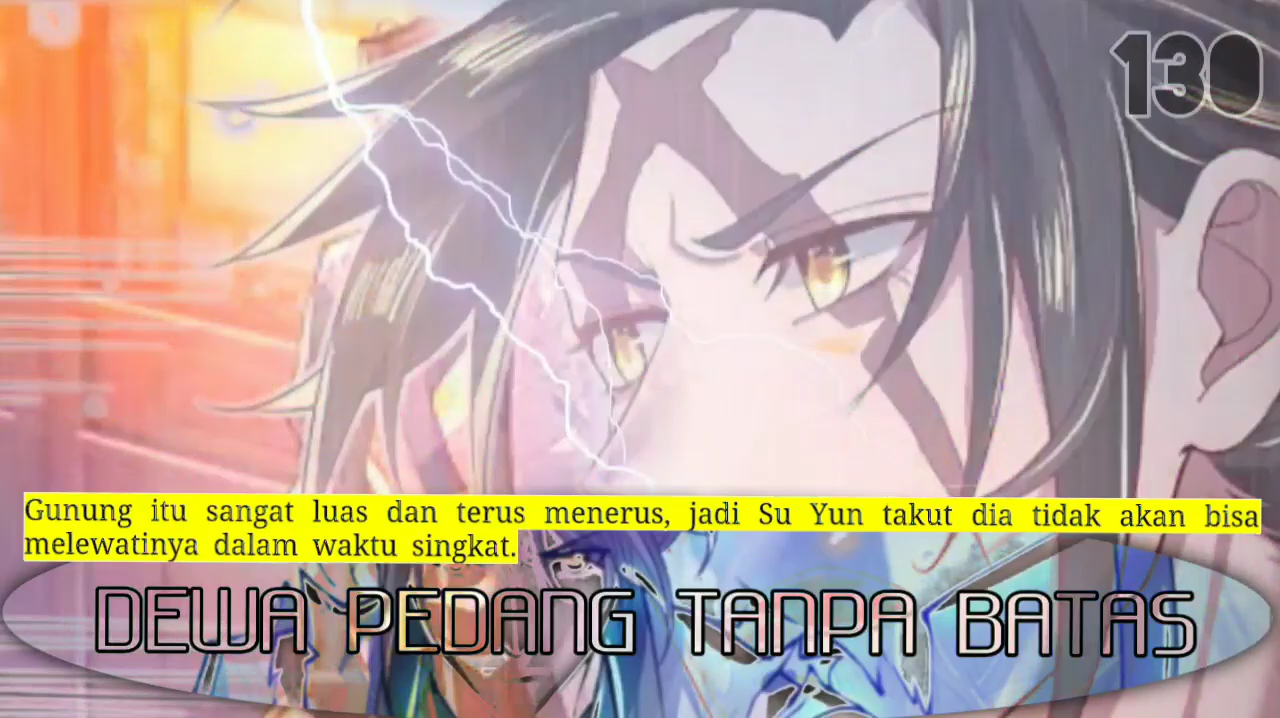 130
Gunung itu sangat luas dan terus menerus, jadi Su Yun takut dia tidak akan bisa
melewatinya dalam waktu singkat.
DEWA PEDANG TANPA BATAS